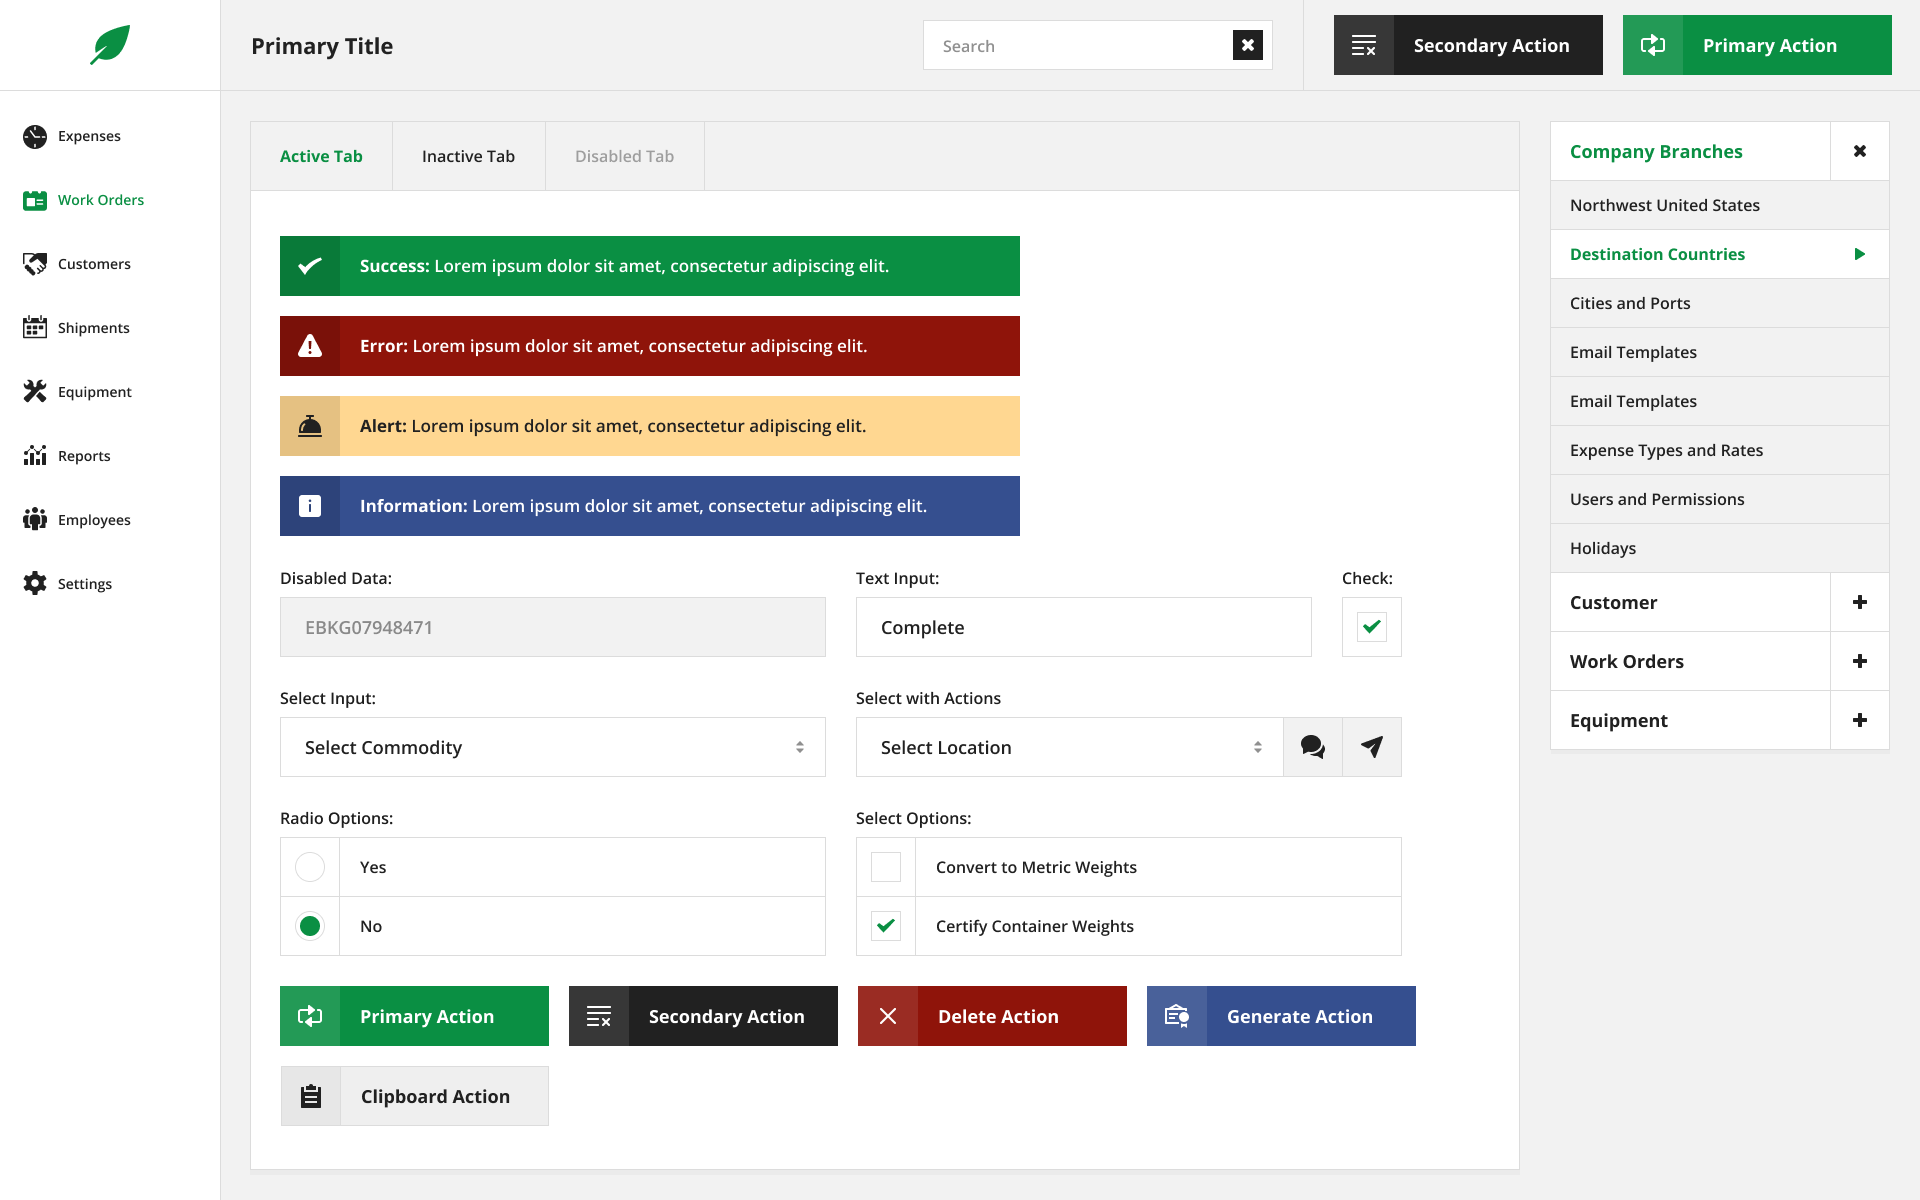 Primary Title
Search
Secondary Action
Primary Action
Expenses
Work Orders
Customers
Shipments
Equipment
Reports
Employees
Settings
Active Tab
Inactive Tab
Disabled Tab
Success: Lorem ipsum dolor sit amet, consectetur adipiscing elit.
Error: Lorem ipsum dolor sit amet, consectetur adipiscing elit.
Alert: Lorem ipsum dolor sit amet, consectetur adipiscing elit.
Information: Lorem ipsum dolor sit amet, consectetur adipiscing elit.
Disabled Data:
EBKG07948471
Text Input:
Complete
Check:
Select Input:
Select Commodity
Select with Actions
Select Location
Radio Options:
Yes
No
Select Options:
Convert to Metric Weights
Certify Container Weights
Primary Action
Secondary Action
Delete Action
Generate Action
Clipboard Action
Company Branches
Northwest United States
Destination Countries
Cities and Ports
Email Templates
Email Templates
Expense Types and Rates
Users and Permissions
Holidays
Customer
Work Orders
Equipment